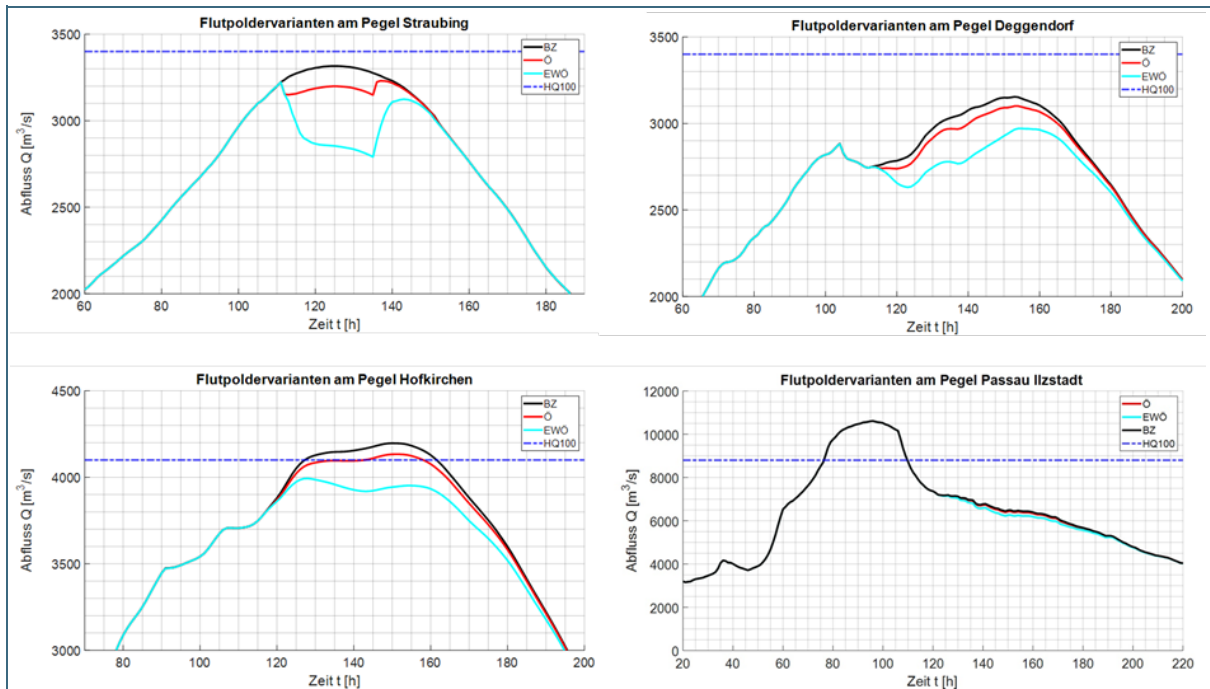 Flutpoldervarianten am Pegel Straubing
3500
3000
2500
2000
Abfluss Q [m³/s]
BZ
Ö
EWÖ
HQ100
60 80 100 120 140 160 180
Zeit t [h]
Flutpoldervarianten am Pegel Deggendorf
3500
3000
2500
2000
Abfluss Q [m³/s]
BZ
Ö
EWÖ
HQ100
60 80 100 120 140 160 180 200
Zeit t [h]
Flutpoldervarianten am Pegel Hofkirchen
4500
4000
3500
3000
Abfluss Q [m³/s]
BZ
Ö
EWÖ
HQ100
80 100 120 140 160 180 200
Zeit t [h]
Flutpoldervarianten am Pegel Passau Ilzstadt
12000
10000
8000
6000
4000
2000
0
Abfluss Q [m³/s]
Ö
EWÖ
BZ
HQ100
20 40 60 80 100 120 140 160 180 200 220
Zeit t [h]